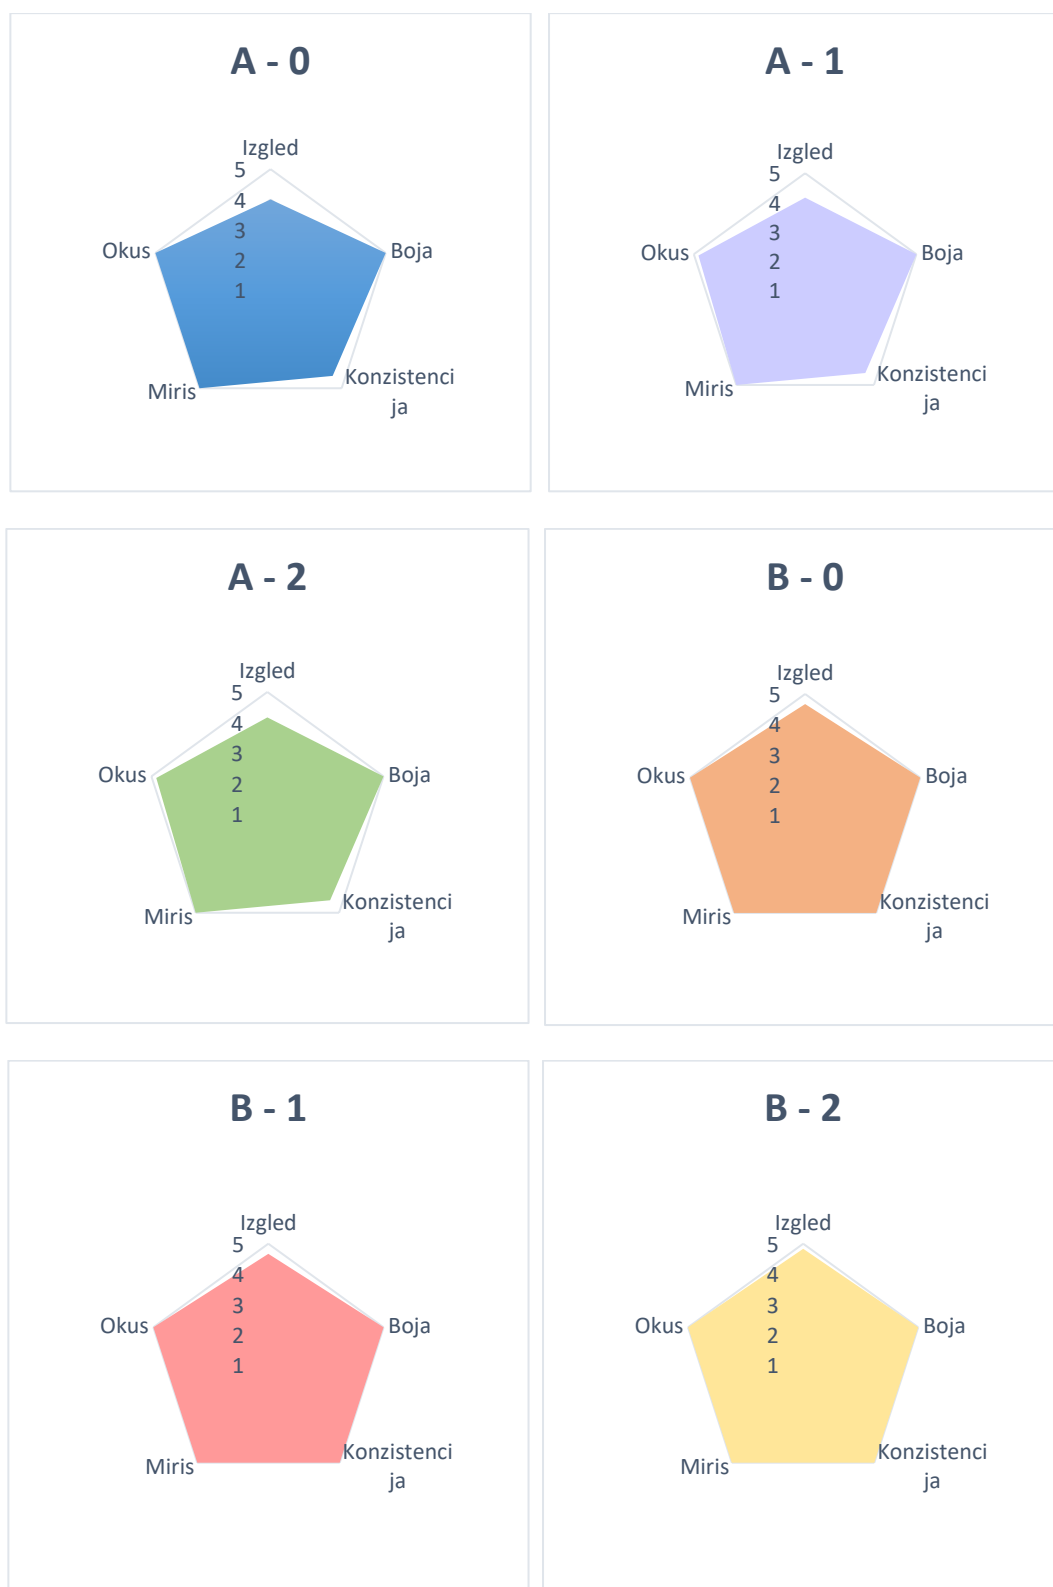 A - 0
Izgled
5
4
3
2
1
Okus
Boja
Miris
Konzistenci
ja
A - 1
Izgled
5
4
3
2
1
Okus
Boja
Miris
Konzistenci
ja
A - 2
Izgled
5
4
3
2
1
Okus
Boja
Miris
Konzistenci
ja
B - 0
Izgled
5
4
3
2
1
Okus
Boja
Miris
Konzistenci
ja
B - 1
Izgled
5
4
3
2
1
Okus
Boja
Miris
Konzistenci
ja
B - 2
Izgled
5
4
3
2
1
Okus
Boja
Miris
Konzistenci
ja